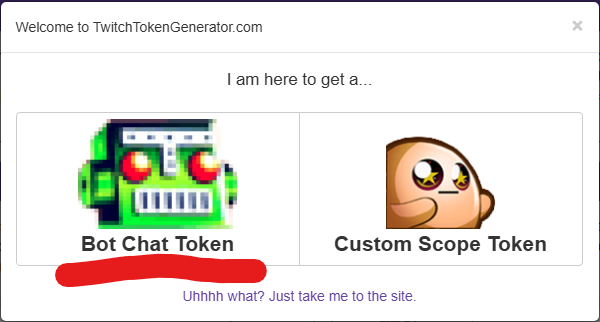 Welcome to TwitchTokenGenerator.com
×
I am here to get a...
Bot Chat Token
Custom Scope Token
Uhhhh what? Just take me to the site.